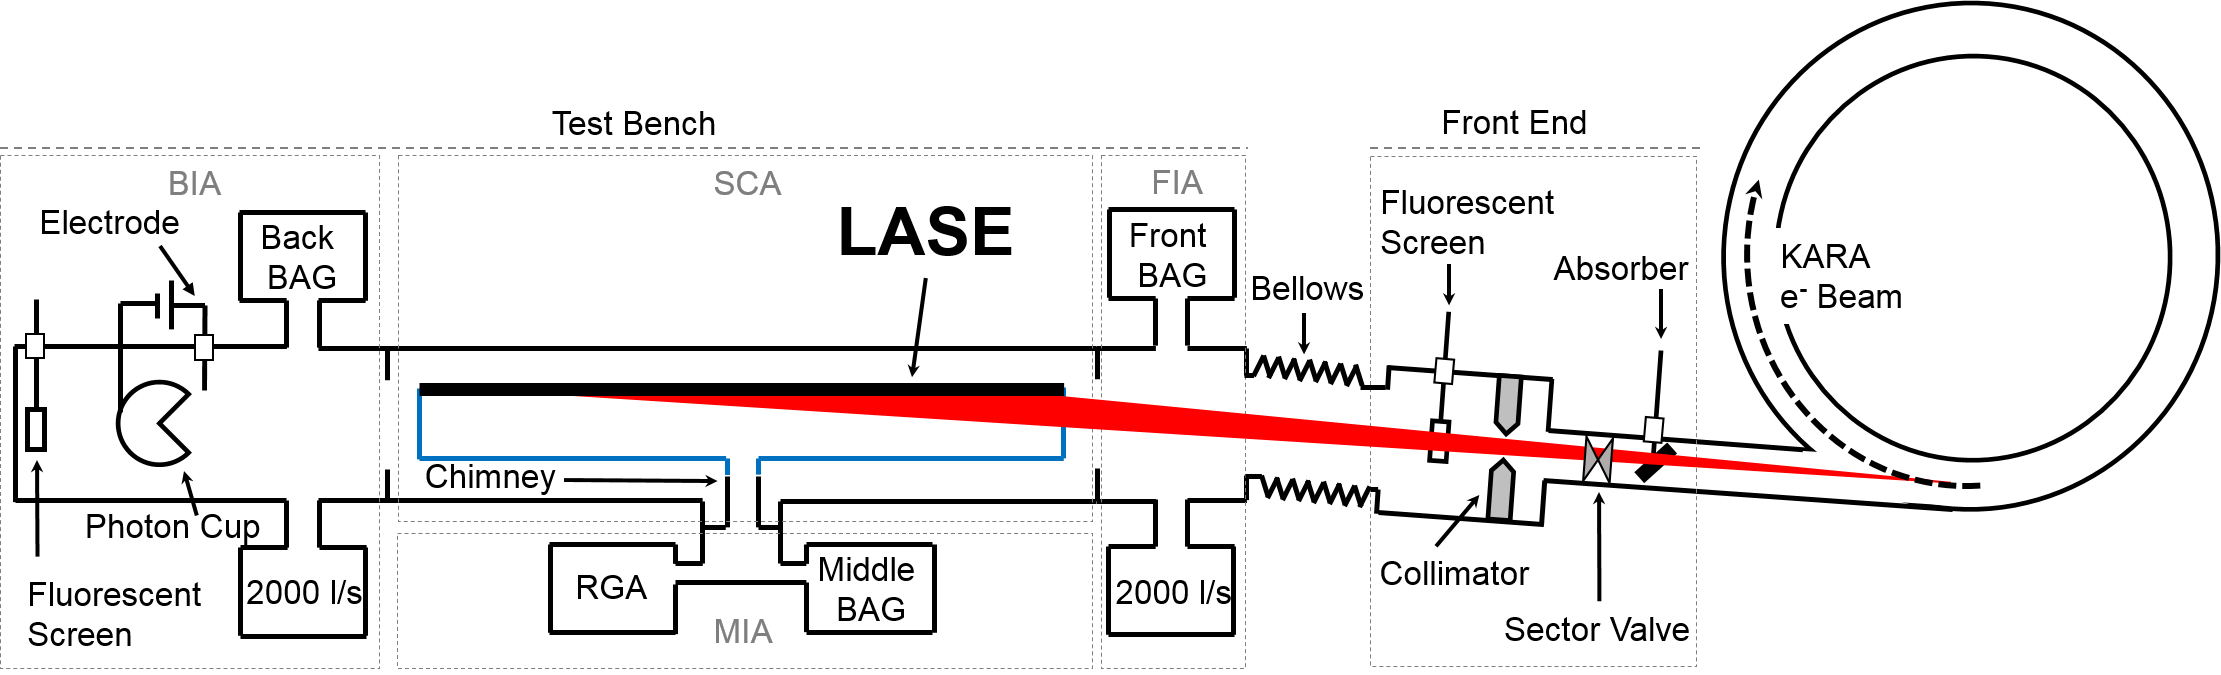 Test Bench
Front End
BIA
SCA
FIA
Electrode
Back
BAG
LASE
Front
BAG
Bellows
Fluorescent
Screen
Absorber
KARA
e- Beam
Chimney
Photon Cup
Fluorescent
Screen
2000 l/s
RGA
Middle
BAG
MIA
2000 l/s
Collimator
Sector Valve